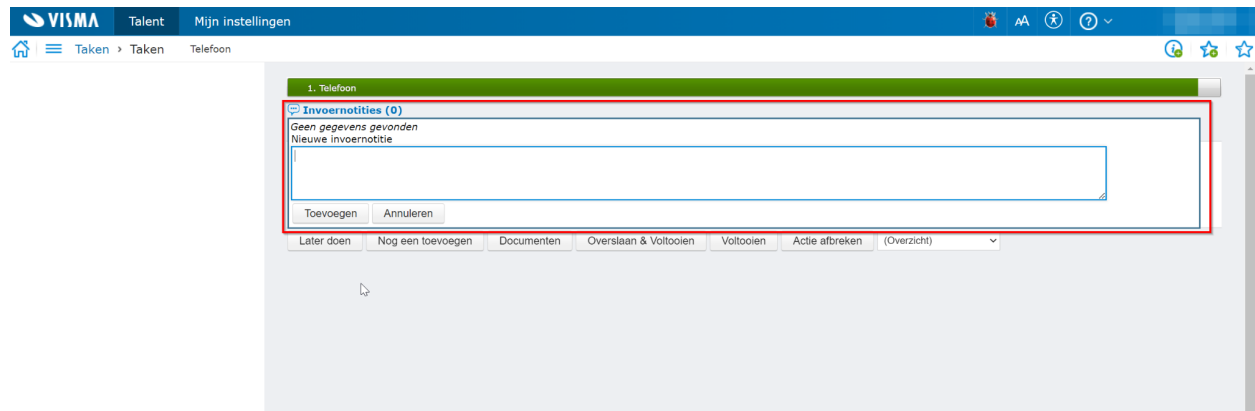 VISMA Talent Mijn instellingen AA ?
Taken > Taken Telefoon
1. Telefoon
Invoernotities (0)
Geen gegevens gevonden
Nieuwe invoernotitie
Toevoegen Annuleren
Later doen Nog een toevoegen Documenten Overslaan & Voltooien Voltooien Actie afbreken (Overzicht)